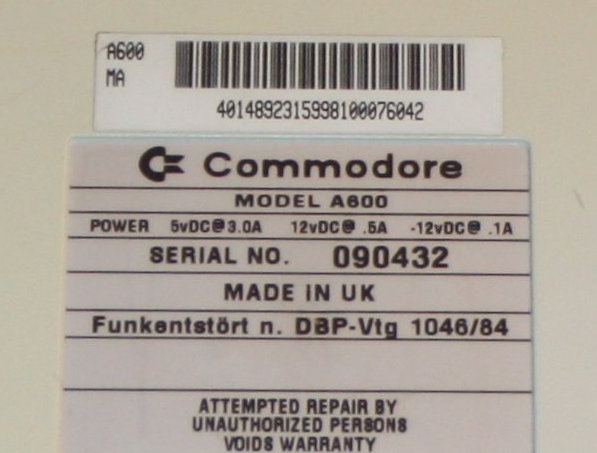 A600
MA
4014892315998100076042
Commodore
MODEL A600
POWER 5vDC@3.0A 12vDC@ .5A -12vDC@ .1A
SERIAL NO. 090432
MADE IN UK
Funkentstört n. DBP-Vtg 1046/84
ATTEMPTED REPAIR BY
UNAUTHORIZED PERSONS
VOIDS WARRANTY